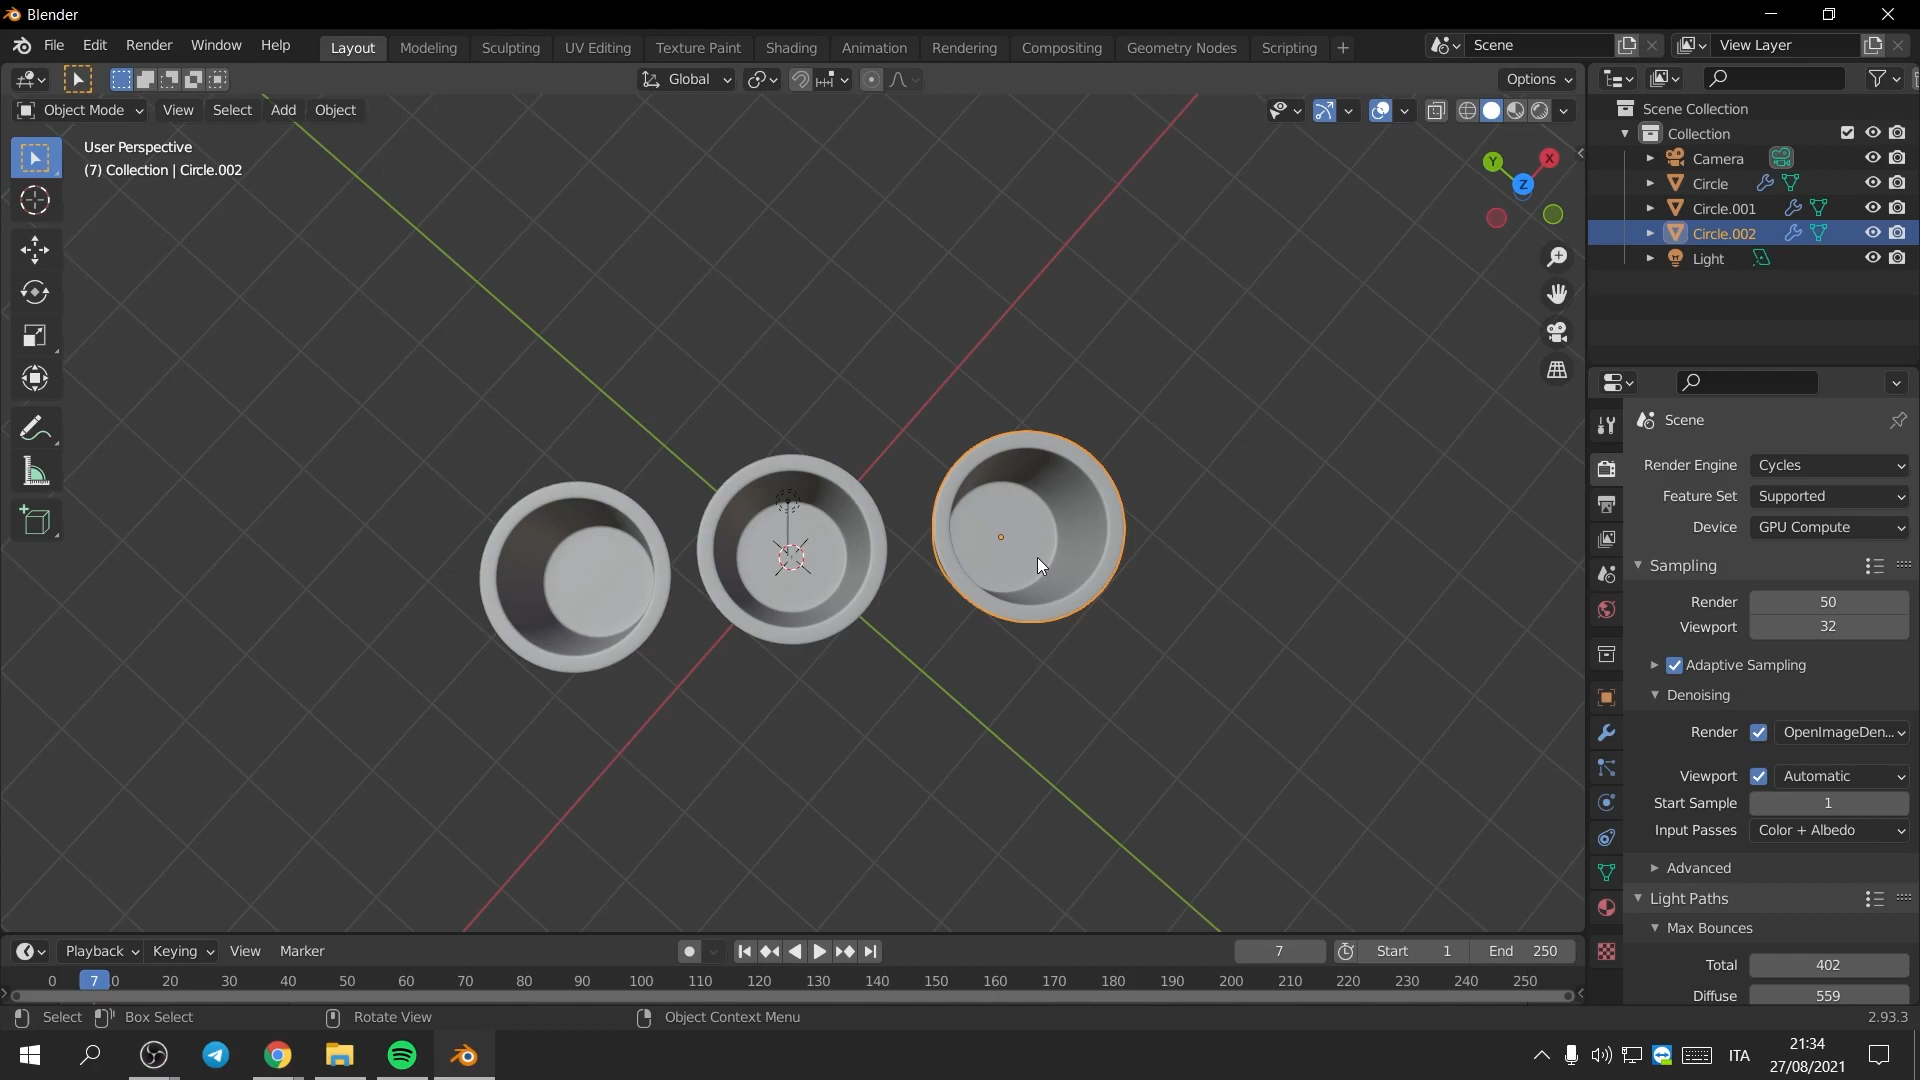 Blender
File Edit Render Window Help Layout Modeling Sculpting UV Editing Texture Paint Shading Animation Rendering Compositing Geometry Nodes Scripting + Scene View Layer
Global Options
Object Mode View Select Add Object
User Perspective
(7) Collection | Circle.002
Y X Z
Scene Collection
Collection
Camera
Circle
Circle.001
Circle.002
Light
Scene
Render Engine Cycles
Feature Set Supported
Device GPU Compute
Sampling
Render 50
Viewport 32
Adaptive Sampling
Denoising
Render OpenImageDen...
Viewport Automatic
Start Sample 1
Input Passes Color + Albedo
Advanced
Light Paths
Max Bounces
Total 402
Diffuse 559
Playback Keying View Marker 7 Start 1 End 250
0 7 10 20 30 40 50 60 70 80 90 100 110 120 130 140 150 160 170 180 190 200 210 220 230 240 250
Select Box Select Rotate View Object Context Menu 2.93.3
ITA 21:34
27/08/2021